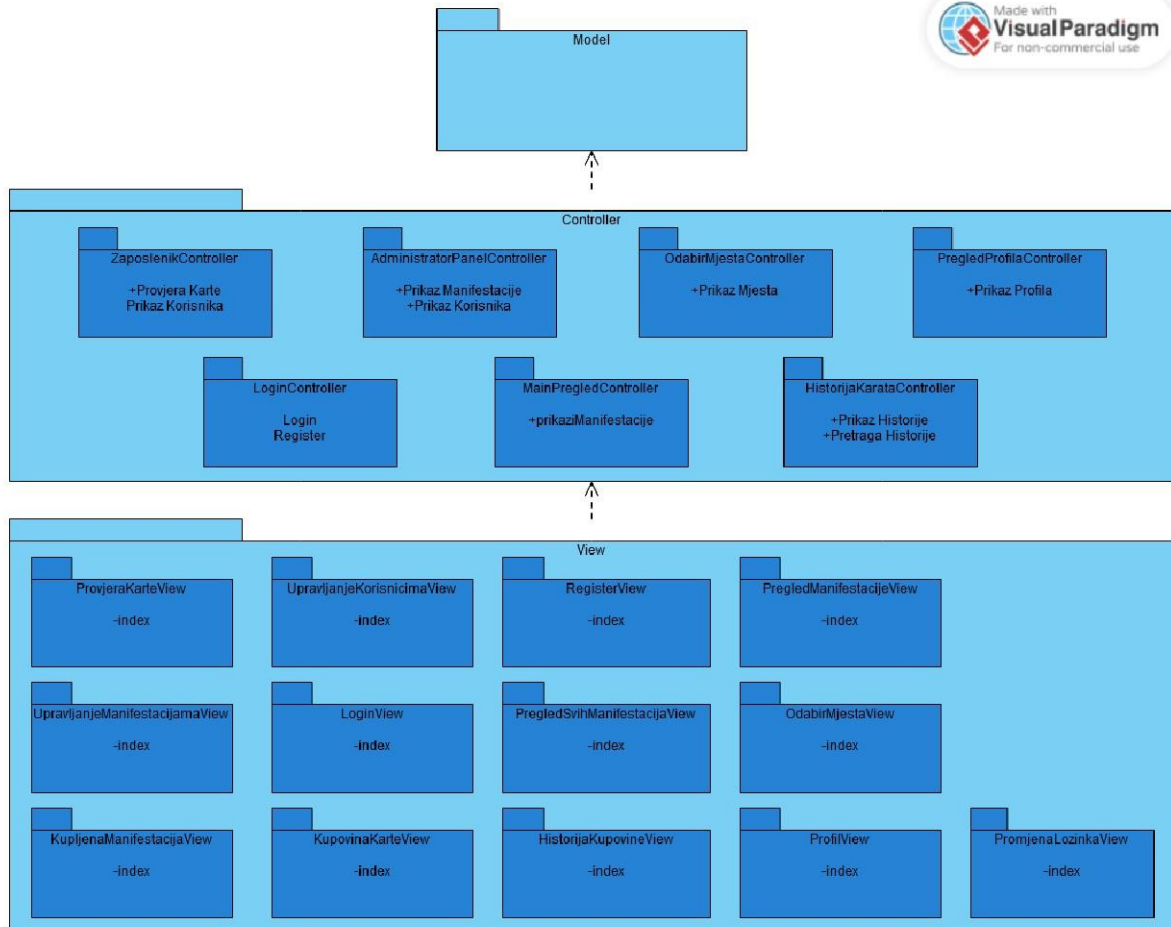 Made with
VisualParadigm
For non-commercial use
Model
Controller
ZaposlenikController
+Provjera Karte
Prikaz Korisnika
AdministratorPanelController
+Prikaz Manifestacije
+Prikaz Korisnika
OdabirMjestaController
+Prikaz Mjesta
PregledProfilaController
+Prikaz Profila
LoginController
Login
Register
MainPregledController
+prikaziManifestacije
HistorijaKarataController
+Prikaz Historije
+Pretraga Historije
View
ProvjeraKarteView
-index
UpravljanjeKorisnicimaView
-index
RegisterView
-index
PregledManifestacijeView
-index
UpravljanjeManifestacijamaView
-index
LoginView
-index
PregledSvihManifestacijaView
-index
OdabirMjestaView
-index
KupljenaManifestacijaView
-index
KupovinaKarteView
-index
HistorijaKupovineView
-index
ProfilView
-index
PromjenaLozinkaView
-index